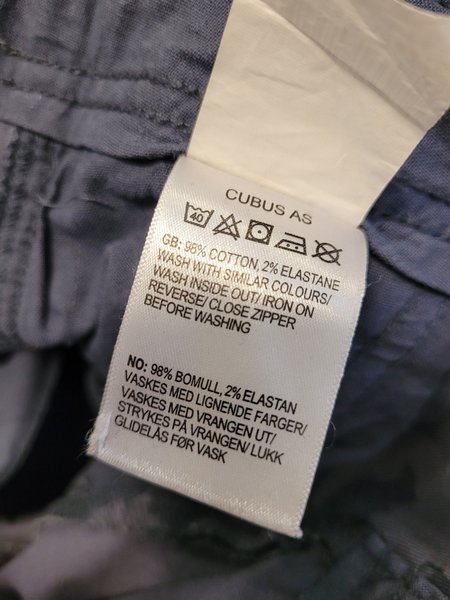 CUBUS AS
40
GB: 98% COTTON, 2% ELASTANE
WASH WITH SIMILAR COLOURS/
WASH INSIDE OUT/ IRON ON
REVERSE/ CLOSE ZIPPER
BEFORE WASHING
NO: 98% BOMULL, 2% ELASTAN
VASKES MED LIGNENDE FARGER/
VASKES MED VRANGEN UT/
STRYKES PÅ VRANGEN/ LUKK
GLIDELÅS FØR VASK